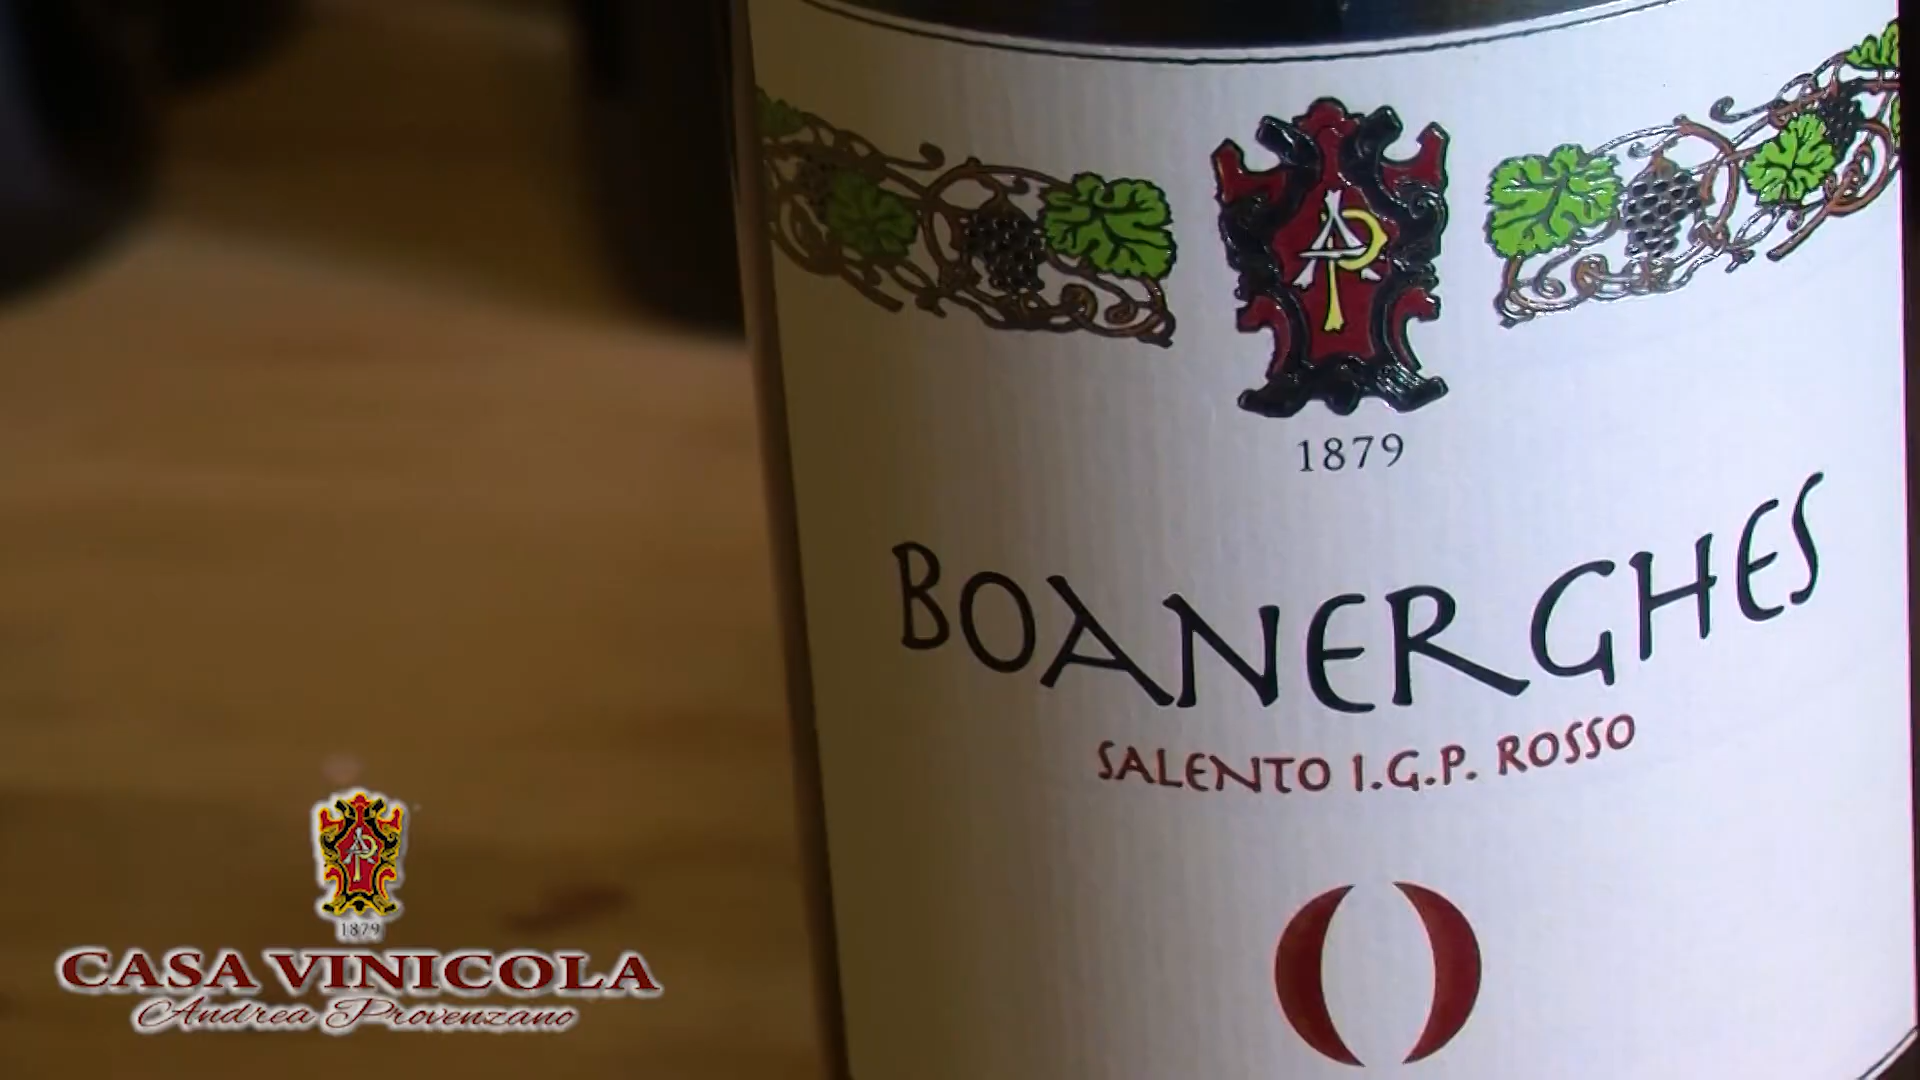 1879
BOANERGHES
SALENTO I.G.P. ROSSO
1879
CASA VINICOLA
Andrea Provenzano